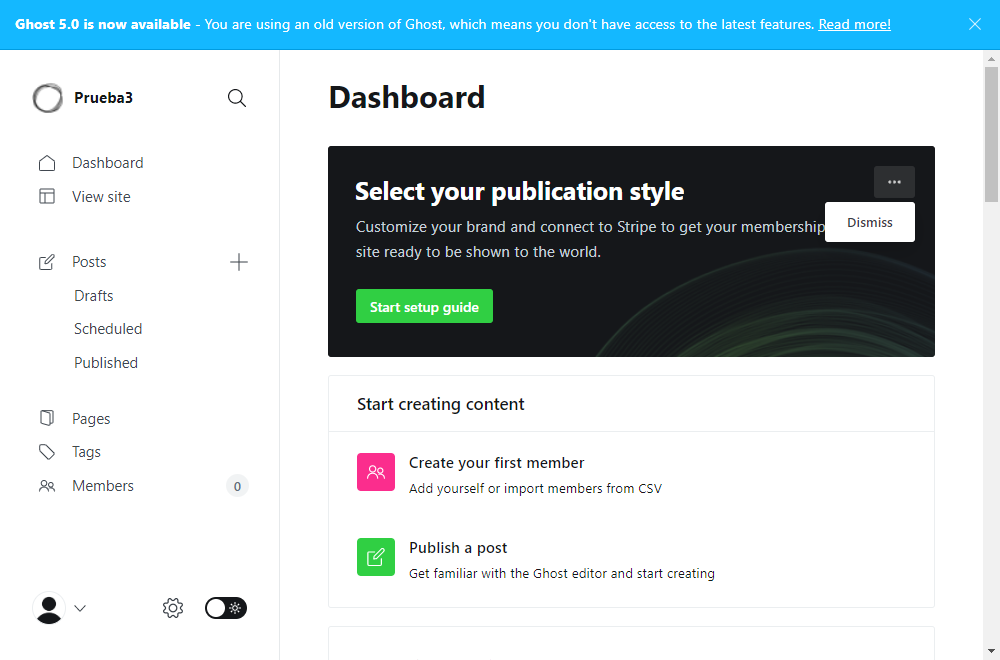 Ghost 5.0 is now available - You are using an old version of Ghost, which means you don't have access to the latest features. Read more!
Prueba3
Dashboard
View site
Posts
Drafts
Scheduled
Published
Pages
Tags
Members
0
Dashboard
Select your publication style
Dismiss
Customize your brand and connect to Stripe to get your membership
site ready to be shown to the world.
Start setup guide
Start creating content
Create your first member
Add yourself or import members from CSV
Publish a post
Get familiar with the Ghost editor and start creating